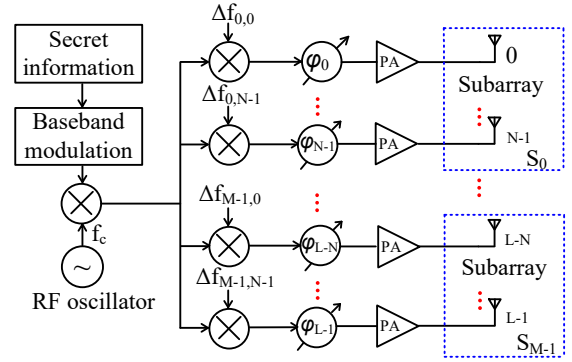 Secret
information
Baseband
modulation
f_c
~
RF oscillator
Δf_0,0
φ_0
PA
0
Subarray
Δf_0,N-1
φ_N-1
PA
N-1
S_0
Δf_M-1,0
φ_L-N
PA
L-N
Subarray
Δf_M-1,N-1
φ_L-1
PA
L-1
S_M-1